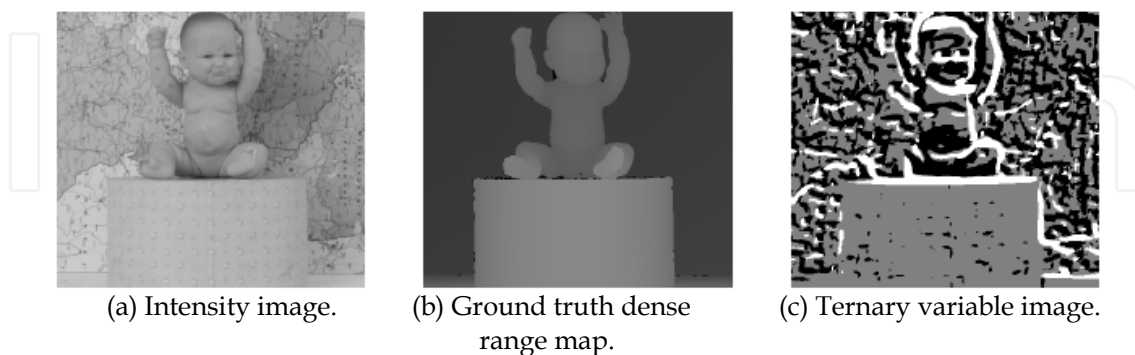 (a) Intensity image.
(b) Ground truth dense
range map.
(c) Ternary variable image.